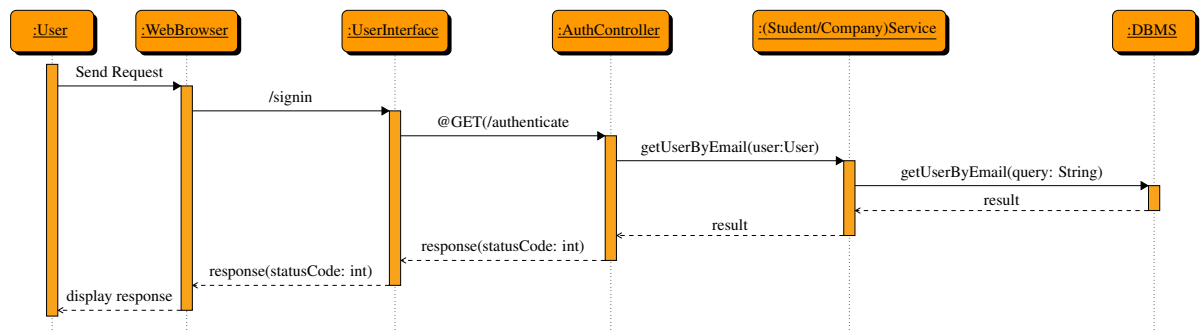 :User
:WebBrowser
:UserInterface
:AuthController
:(Student/Company)Service
:DBMS
Send Request
/signin
@GET(/authenticate
getUserByEmail(user:User)
getUserByEmail(query: String)
result
result
response(statusCode: int)
response(statusCode: int)
display response